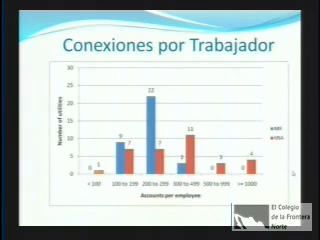 Conexiones por Trabajador
30
25
20
15
10
5
0
Number of utilities
0 1
9 7
22 7
3 11
0 3
0 4
< 100 100 to 199 200 to 299 300 to 499 500 to 999 >= 1000
Accounts per employee
El Colegio
de la Frontera
Norte